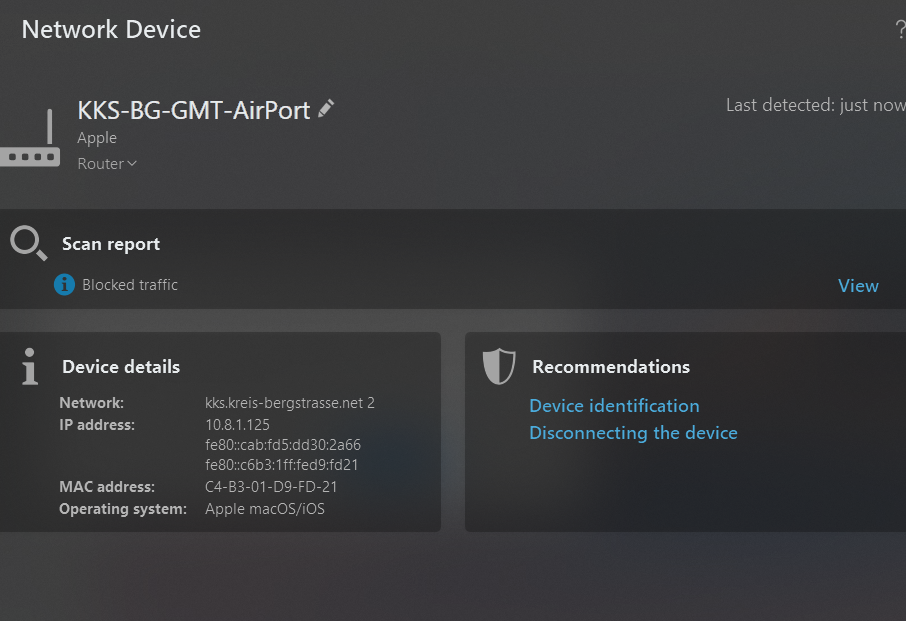 Network Device
?
KKS-BG-GMT-AirPort
Last detected: just now
Apple
Router
Scan report
Blocked traffic
View
Device details
Network: kks.kreis-bergstrasse.net 2
IP address: 10.8.1.125
fe80::cab:fd5:dd30:2a66
fe80::c6b3:1ff:fed9:fd21
MAC address: C4-B3-01-D9-FD-21
Operating system: Apple macOS/iOS
Recommendations
Device identification
Disconnecting the device